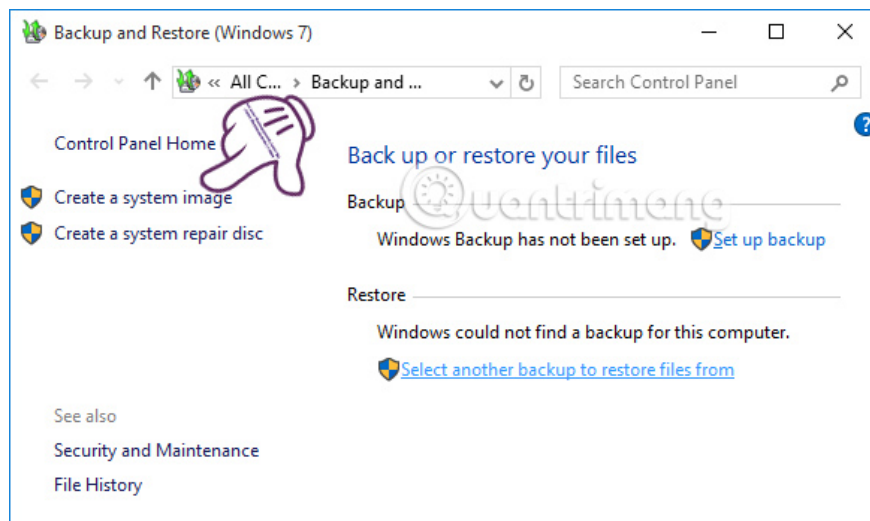 Backup and Restore (Windows 7)
« All C... › Backup and ...
Search Control Panel
?
Control Panel Home
Create a system image
Create a system repair disc
Back up or restore your files
Quantrimang
Backup
Windows Backup has not been set up. Set up backup
Restore
Windows could not find a backup for this computer.
Select another backup to restore files from
See also
Security and Maintenance
File History